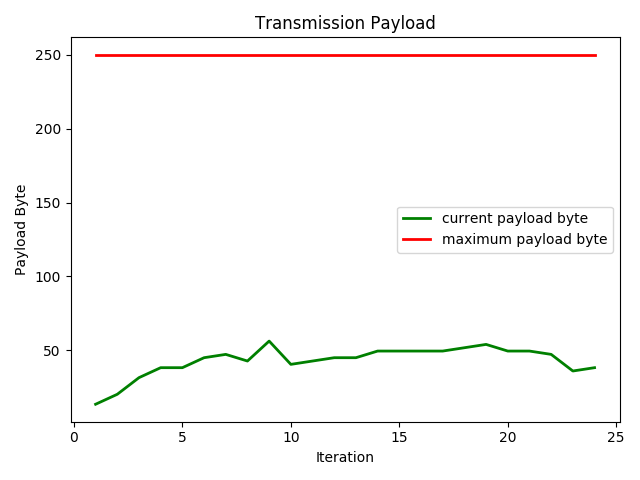 Transmission Payload
250
200
150
100
50
Payload Byte
current payload byte
maximum payload byte
0 5 10 15 20 25
Iteration